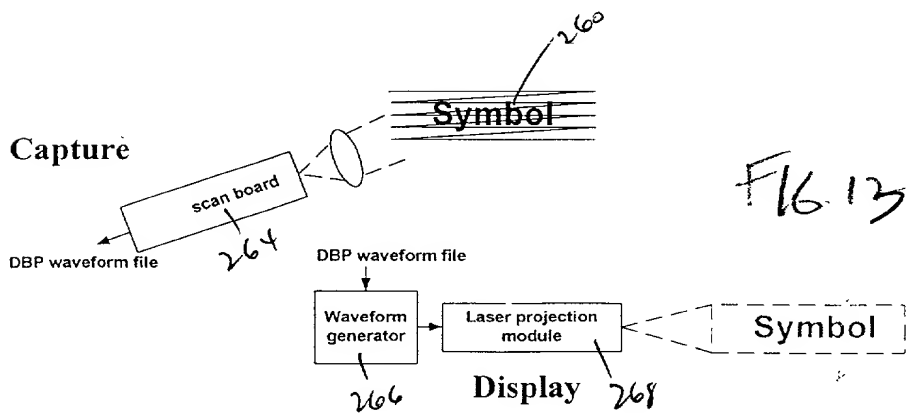 260
Symbol
Capture
scan board
264
DBP waveform file
FIG. 13
DBP waveform file
Waveform
generator
266
Laser projection
module
268
Symbol
Display